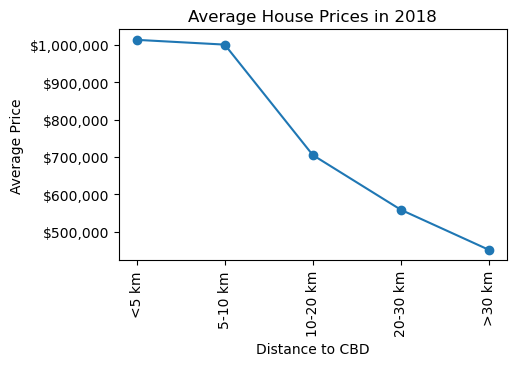 Average House Prices in 2018
Average Price
$1,000,000
$900,000
$800,000
$700,000
$600,000
$500,000
<5 km
5-10 km
10-20 km
20-30 km
>30 km
Distance to CBD